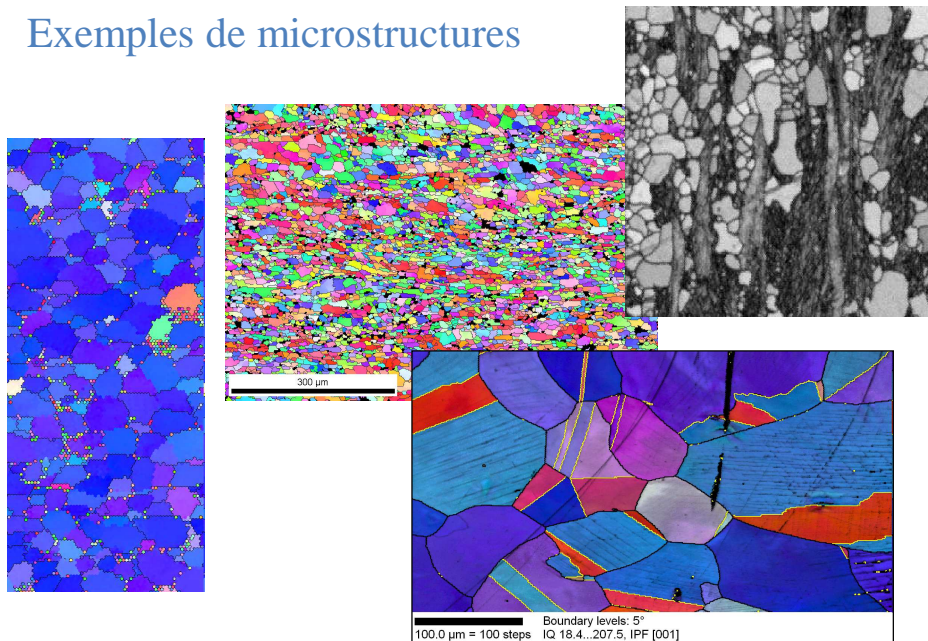 Exemples de microstructures
300 µm
Boundary levels: 5°
100.0 µm = 100 steps IQ 18.4...207.5, IPF [001]